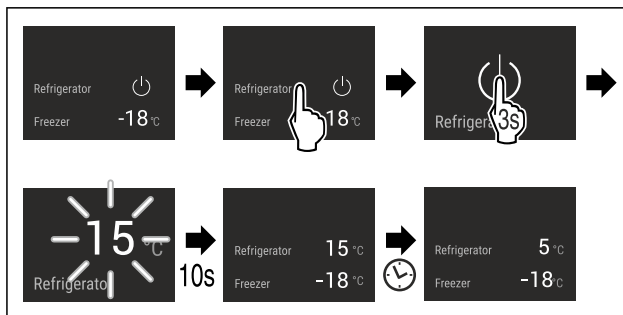 Refrigerator
Freezer -18 °C
Refrigerator
Freezer 18 °C
3s
Refrigera
15 °C
Refrigerato
10s
Refrigerator 15 °C
Freezer -18 °C
Refrigerator 5 °C
Freezer -18 °C